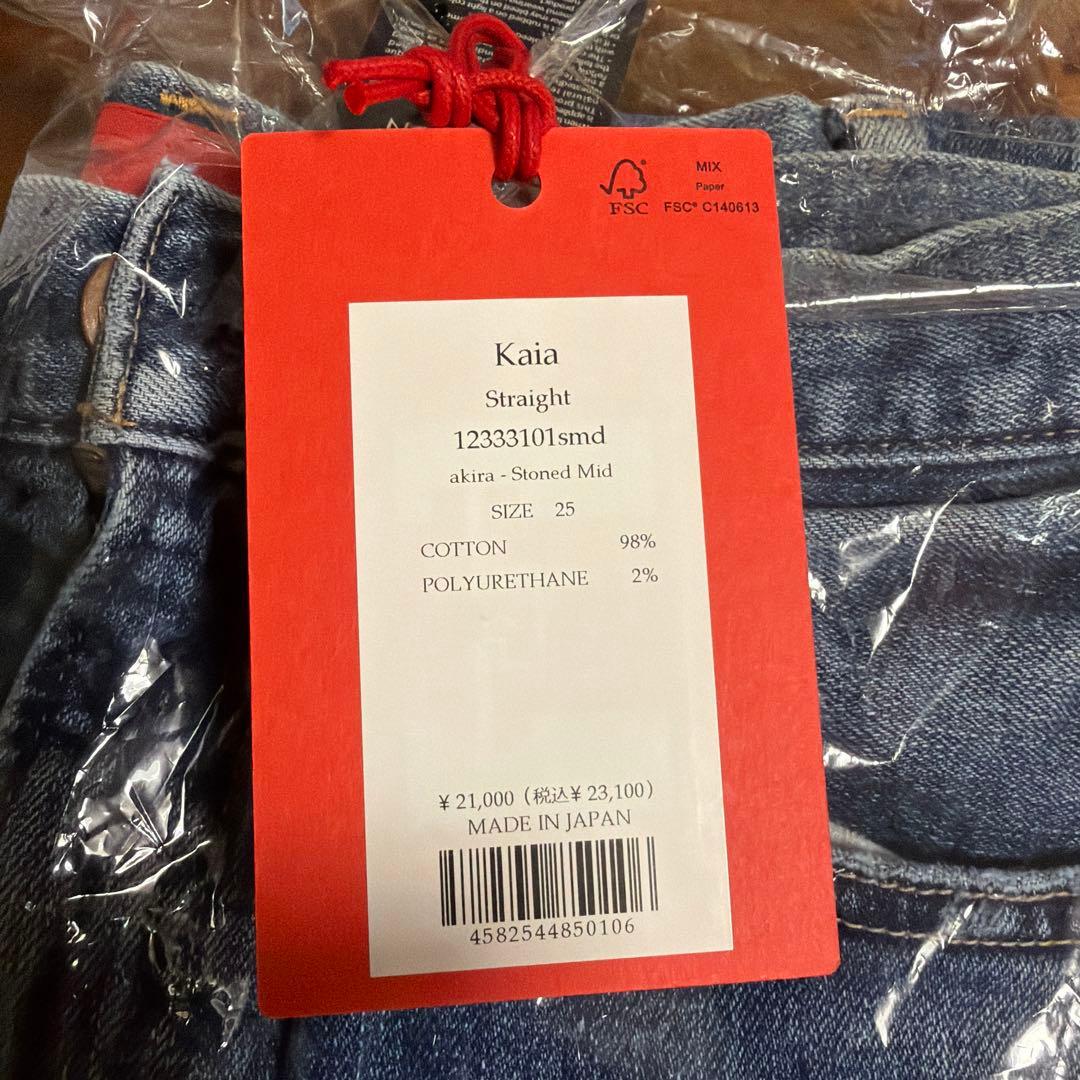 FSC®
MIX
Paper
FSC® C140613
Kaia
Straight
12333101smd
akira - Stoned Mid
SIZE 25
COTTON 98%
POLYURETHANE 2%
¥ 21,000 (税込¥ 23,100)
MADE IN JAPAN
4582544850106